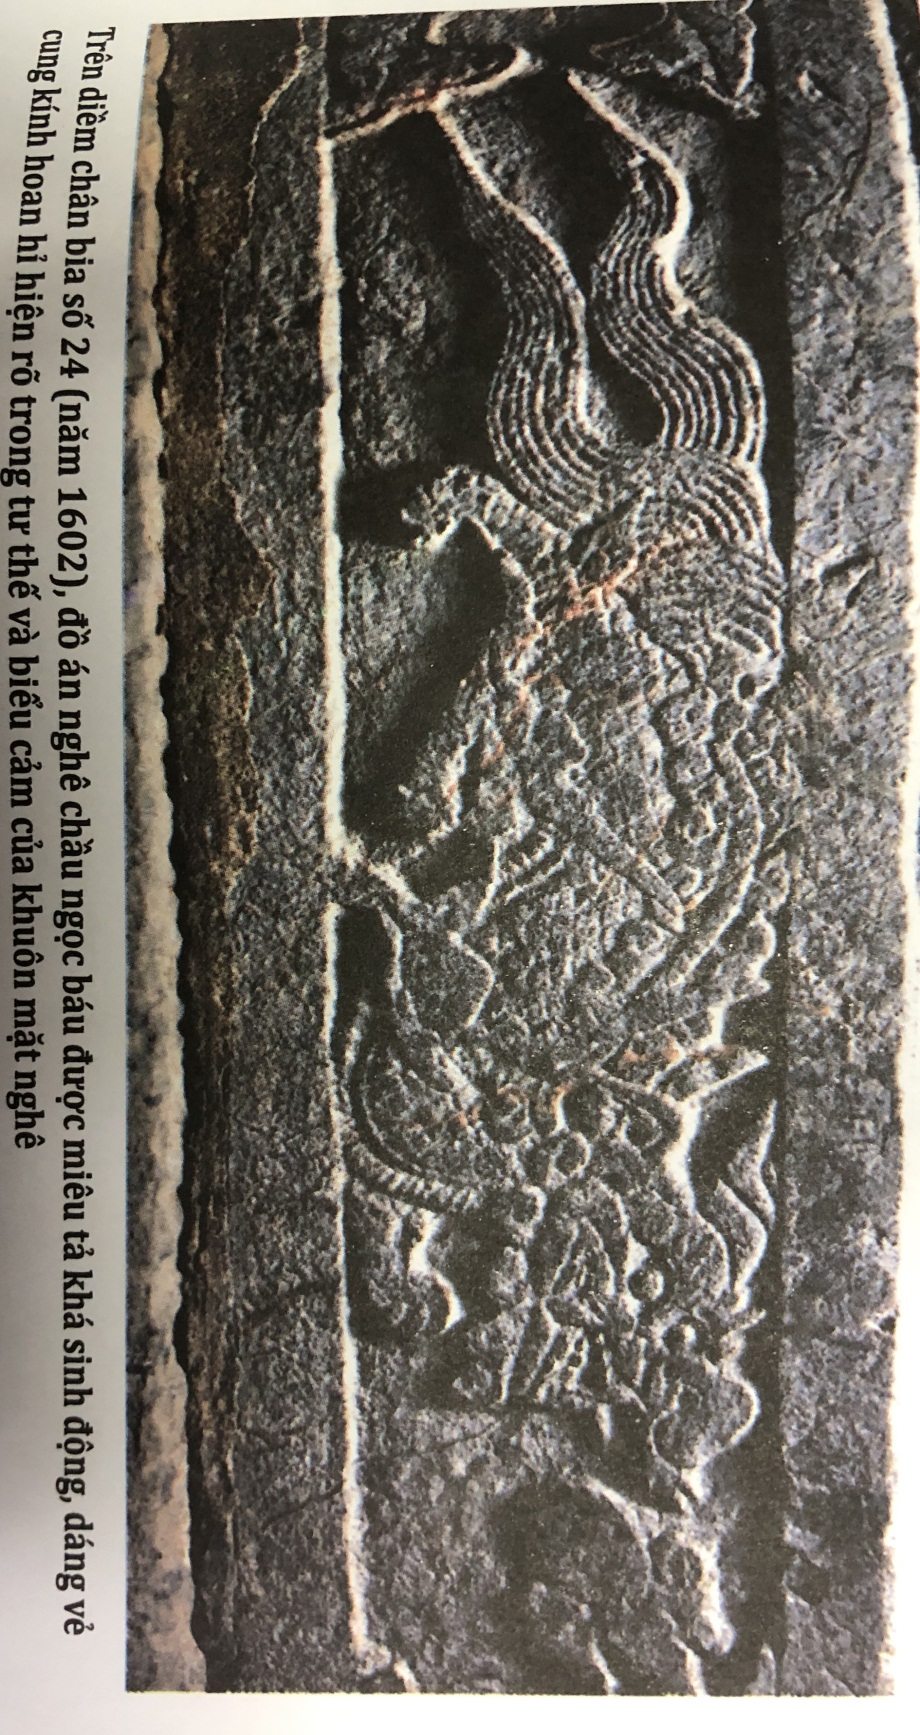 Trên diềm chân bia số 24 (năm 1602), đồ án nghê chầu ngọc báu được miêu tả khá sinh động, dáng vẻ
cung kính hoan hỉ hiện rõ trong tư thế và biểu cảm của khuôn mặt nghê